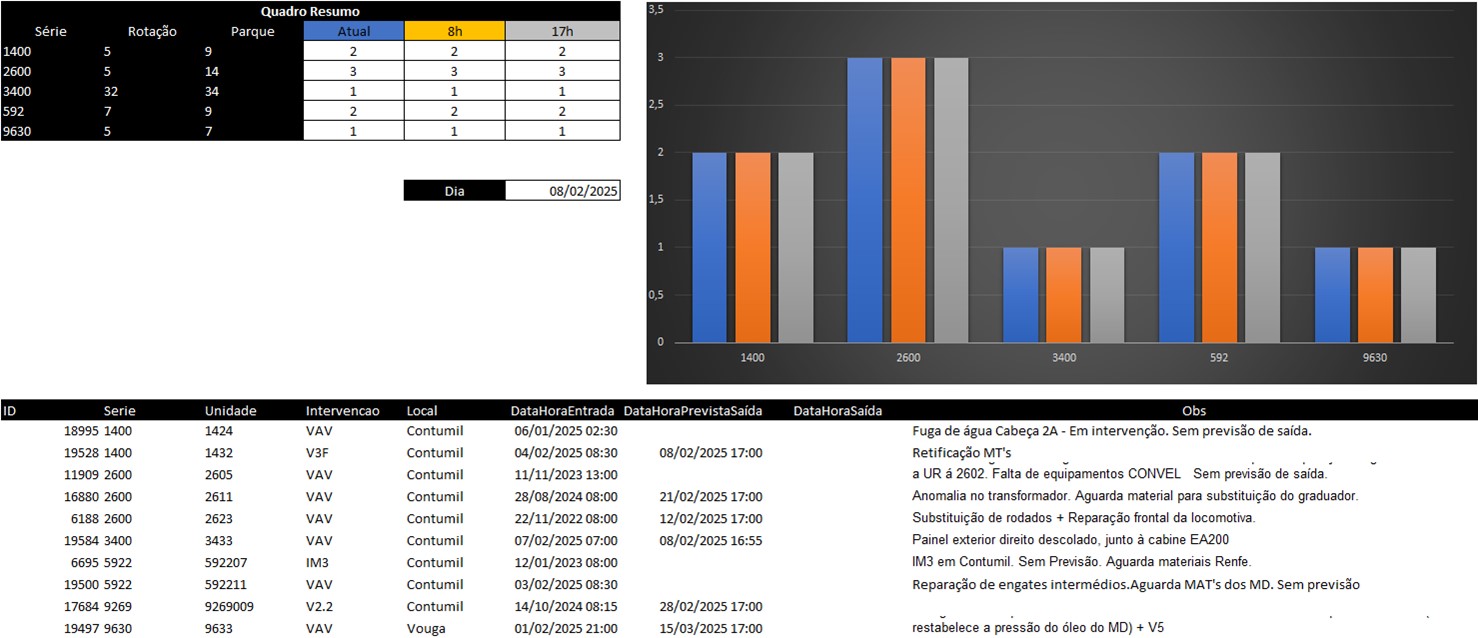 Quadro Resumo
Série Rotação Parque Atual 8h 17h
1400 5 9 2 2 2
2600 5 14 3 3 3
3400 32 34 1 1 1
592 7 9 2 2 2
9630 5 7 1 1 1
Dia 08/02/2025
3,5
3
2,5
2
1,5
1
0,5
0
1400 2600 3400 592 9630
ID Serie Unidade Intervencao Local DataHoraEntrada DataHoraPrevistaSaída DataHoraSaída Obs
18995 1400 1424 VAV Contumil 06/01/2025 02:30 Fuga de água Cabeça 2A - Em intervenção. Sem previsão de saída.
19528 1400 1432 V3F Contumil 04/02/2025 08:30 08/02/2025 17:00 Retificação MT's
11909 2600 2605 VAV Contumil 11/11/2023 13:00 a UR á 2602. Falta de equipamentos CONVEL Sem previsão de saída.
16880 2600 2611 VAV Contumil 28/08/2024 08:00 21/02/2025 17:00 Anomalia no transformador. Aguarda material para substituição do graduador.
6188 2600 2623 VAV Contumil 22/11/2022 08:00 12/02/2025 17:00 Substituição de rodados + Reparação frontal da locomotiva.
19584 3400 3433 VAV Contumil 07/02/2025 07:00 08/02/2025 16:55 Painel exterior direito descolado, junto à cabine EA200
6695 5922 592207 IM3 Contumil 12/01/2023 08:00 IM3 em Contumil. Sem Previsão. Aguarda materiais Renfe.
19500 5922 592211 VAV Contumil 03/02/2025 08:30 Reparação de engates intermédios.Aguarda MAT's dos MD. Sem previsão
17684 9269 9269009 V2.2 Contumil 14/10/2024 08:15 28/02/2025 17:00
19497 9630 9633 VAV Vouga 01/02/2025 21:00 15/03/2025 17:00 restabelece a pressão do óleo do MD) + V5